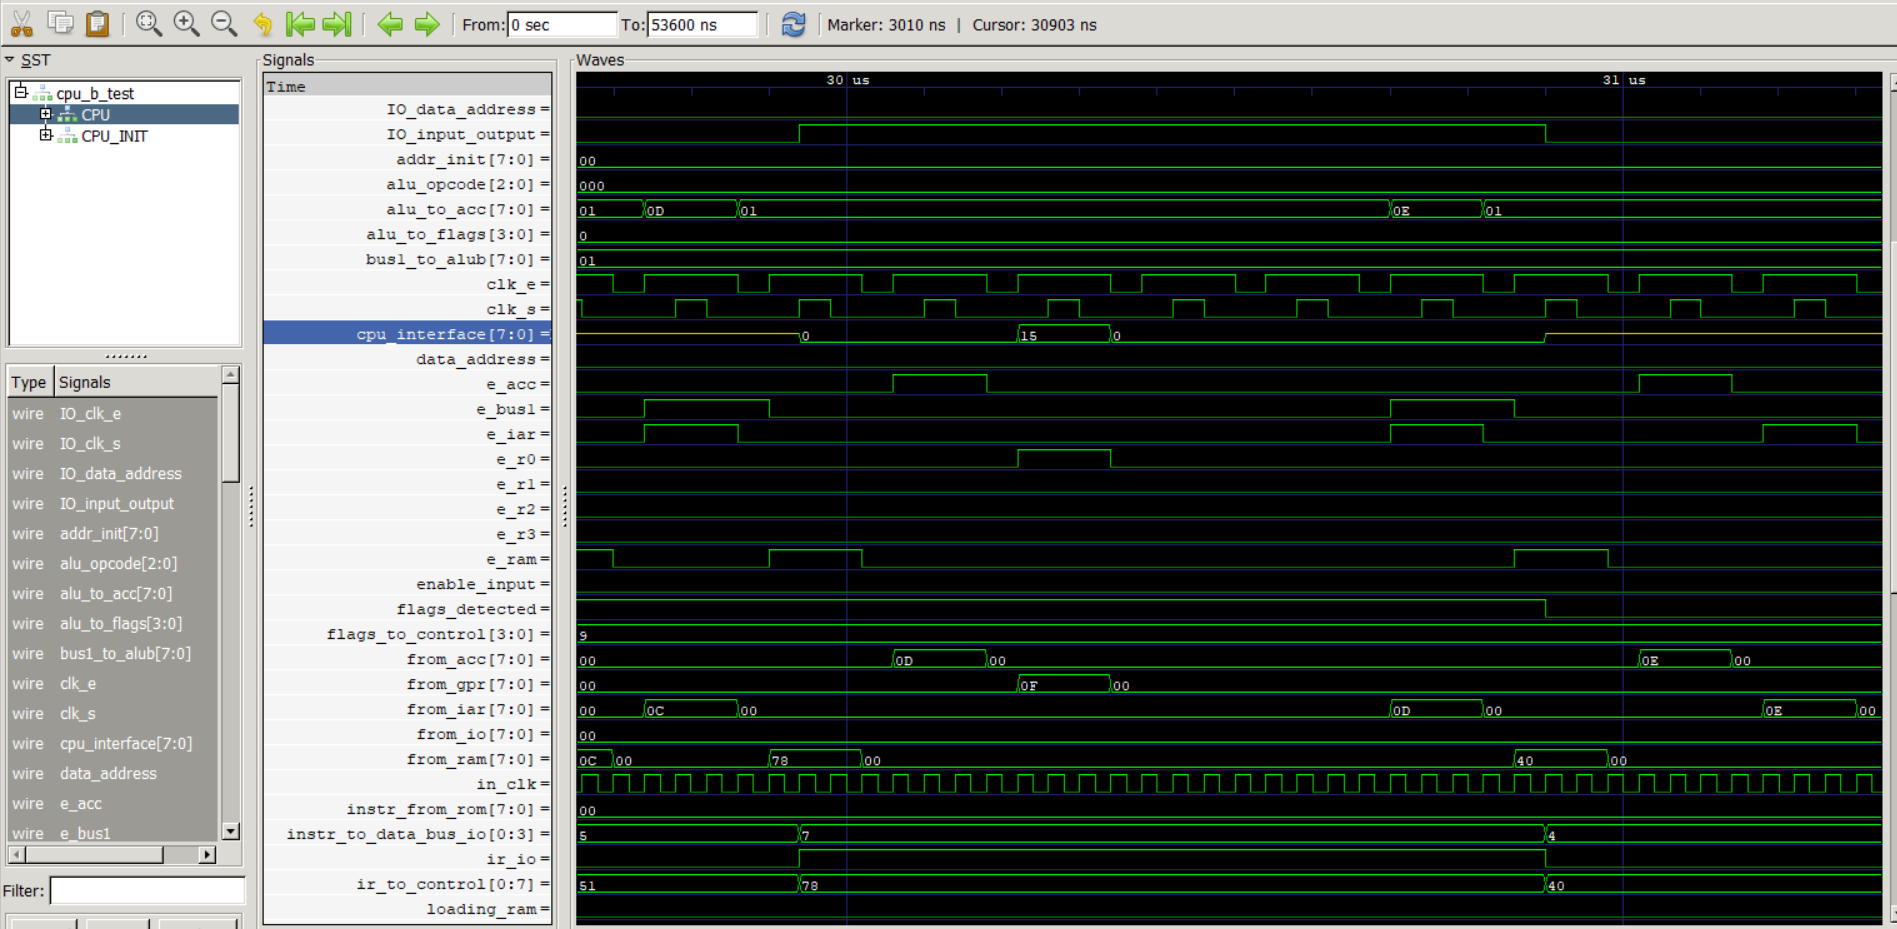 From: 0 sec To: 53600 ns Marker: 3010 ns | Cursor: 30903 ns
SST
cpu_b_test
CPU
CPU_INIT
Type Signals
wire IO_clk_e
wire IO_clk_s
wire IO_data_address
wire IO_input_output
wire addr_init[7:0]
wire alu_opcode[2:0]
wire alu_to_acc[7:0]
wire alu_to_flags[3:0]
wire bus1_to_alub[7:0]
wire clk_e
wire clk_s
wire cpu_interface[7:0]
wire data_address
wire e_acc
wire e_bus1
Filter:
Signals
Time
IO_data_address=
IO_input_output=
addr_init[7:0]=
alu_opcode[2:0]=
alu_to_acc[7:0]=
alu_to_flags[3:0]=
bus1_to_alub[7:0]=
clk_e=
clk_s=
cpu_interface[7:0]=
data_address=
e_acc=
e_bus1=
e_iar=
e_r0=
e_r1=
e_r2=
e_r3=
e_ram=
enable_input=
flags_detected=
flags_to_control[3:0]=
from_acc[7:0]=
from_gpr[7:0]=
from_iar[7:0]=
from_io[7:0]=
from_ram[7:0]=
in_clk=
instr_from_rom[7:0]=
instr_to_data_bus_io[0:3]=
ir_io=
ir_to_control[0:7]=
loading_ram=
Waves
30 us 31 us
00
000
01 0D 01 0E 01
0
01
0 15 0
9
00 0D 00 0E 00
00 0F 00
00 0C 00 0D 00 0E 00
00
0C 00 78 00 40 00
00
5 7 4
51 78 40